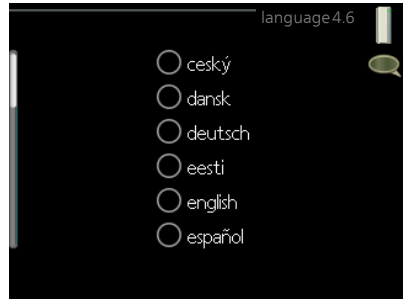 language 4.6
ceský
dansk
deutsch
eesti
english
español